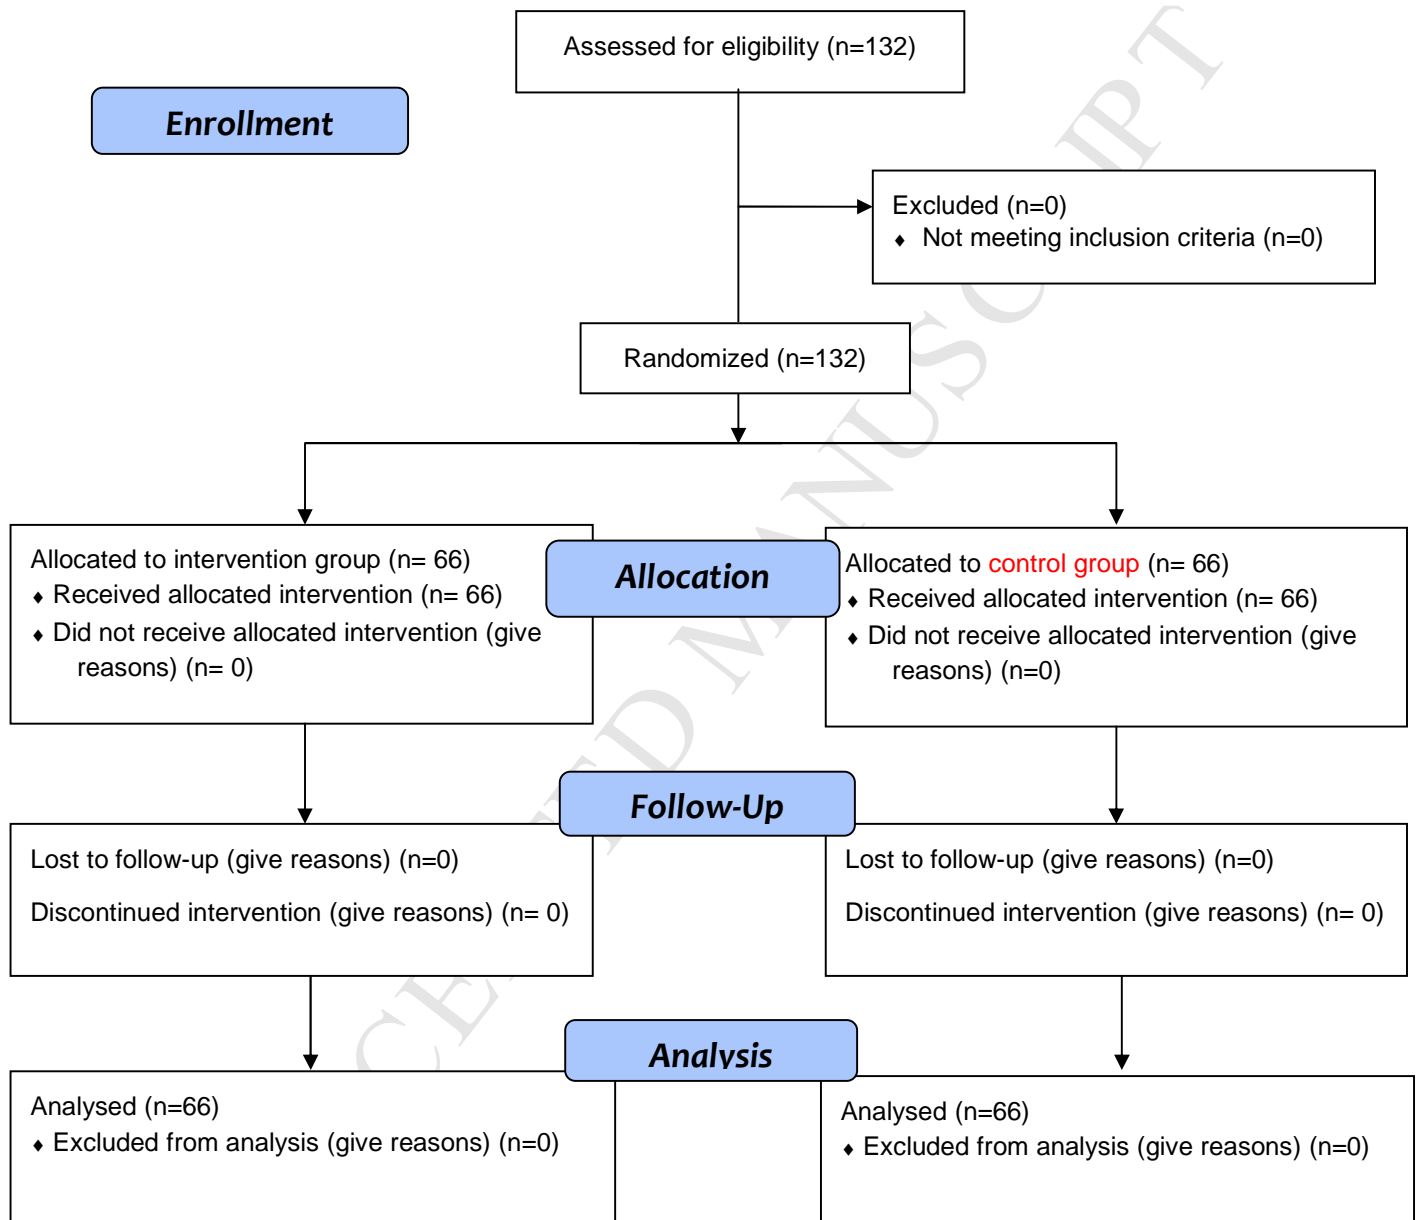 Assessed for eligibility (n=132)
Enrollment
Excluded (n=0)
♦ Not meeting inclusion criteria (n=0)
Randomized (n=132)
Allocated to intervention group (n= 66)
♦ Received allocated intervention (n= 66)
♦ Did not receive allocated intervention (give
reasons) (n= 0)
Allocation
Allocated to control group (n= 66)
♦ Received allocated intervention (n= 66)
♦ Did not receive allocated intervention (give
reasons) (n=0)
Follow-Up
Lost to follow-up (give reasons) (n=0)
Discontinued intervention (give reasons) (n= 0)
Lost to follow-up (give reasons) (n=0)
Discontinued intervention (give reasons) (n= 0)
Analysis
Analysed (n=66)
♦ Excluded from analysis (give reasons) (n=0)
Analysed (n=66)
♦ Excluded from analysis (give reasons) (n=0)
MANUSCRIPT